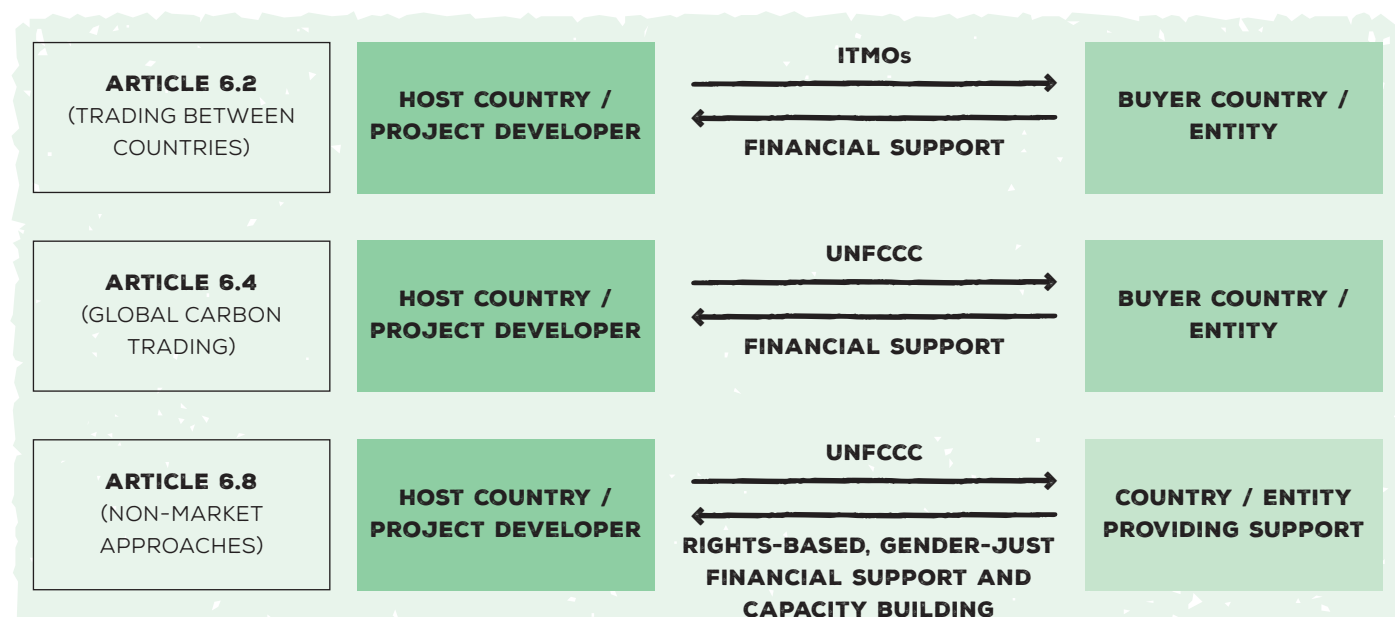 ARTICLE 6.2
(TRADING BETWEEN
COUNTRIES)
HOST COUNTRY /
PROJECT DEVELOPER
ITMOs
FINANCIAL SUPPORT
BUYER COUNTRY /
ENTITY
ARTICLE 6.4
(GLOBAL CARBON
TRADING)
HOST COUNTRY /
PROJECT DEVELOPER
UNFCCC
FINANCIAL SUPPORT
BUYER COUNTRY /
ENTITY
ARTICLE 6.8
(NON-MARKET
APPROACHES)
HOST COUNTRY /
PROJECT DEVELOPER
UNFCCC
RIGHTS-BASED, GENDER-JUST
FINANCIAL SUPPORT AND
CAPACITY BUILDING
COUNTRY / ENTITY
PROVIDING SUPPORT